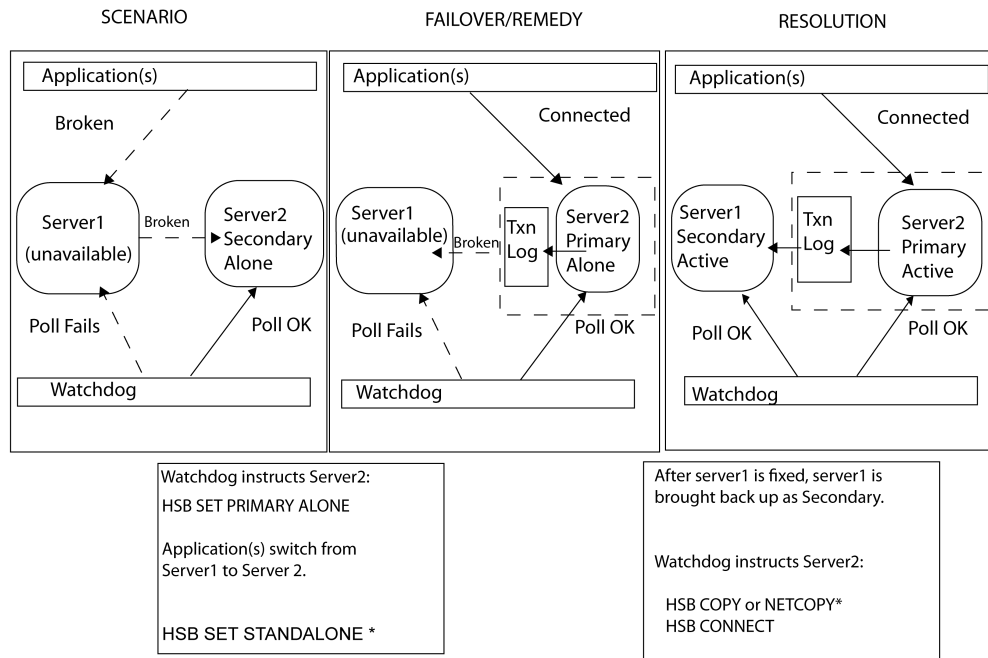 SCENARIO
FAILOVER/REMEDY
RESOLUTION
Application(s)
Broken
Server1
(unavailable)
Broken
Server2
Secondary
Alone
Poll Fails
Poll OK
Watchdog
Application(s)
Connected
Server1
(unavailable)
Broken
Txn
Log
Server2
Primary
Alone
Poll Fails
Poll OK
Watchdog
Application(s)
Connected
Server1
Secondary
Active
Txn
Log
Server2
Primary
Active
Poll OK
Poll OK
Watchdog
Watchdog instructs Server2:
HSB SET PRIMARY ALONE
Application(s) switch from
Server1 to Server 2.
HSB SET STANDALONE *
After server1 is fixed, server1 is
brought back up as Secondary.
Watchdog instructs Server2:
HSB COPY or NETCOPY*
HSB CONNECT